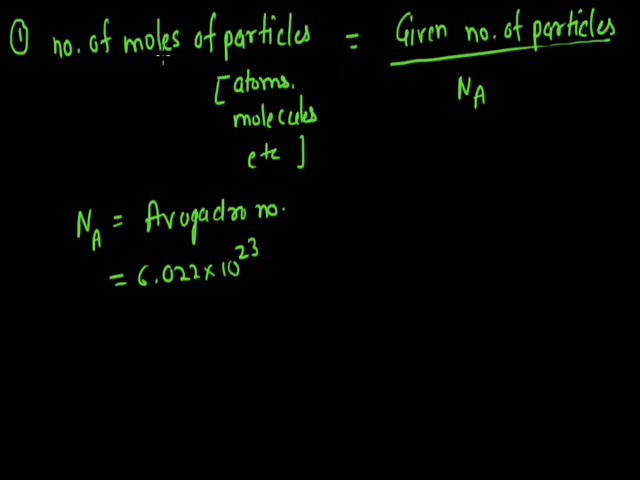 ① no. of moles of particles = Given no. of particles
N_A
[atoms.
molecules
etc ]
N_A = Avogadro no.
= 6.022 × 10^23